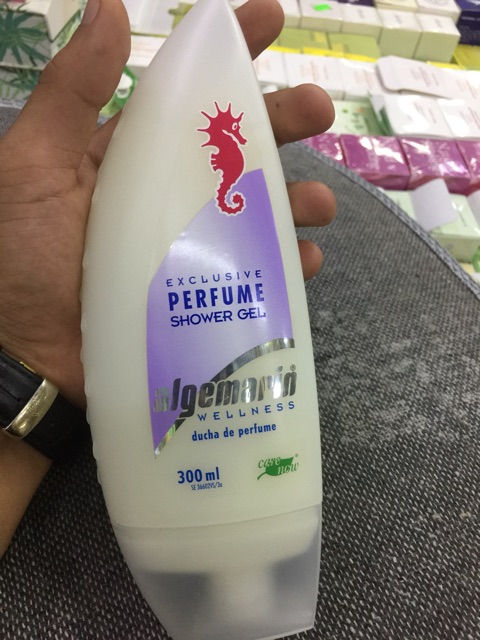 EXCLUSIVE
PERFUME
SHOWER GEL
algemarin®
WELLNESS
ducha de perfume
300 ml
care now